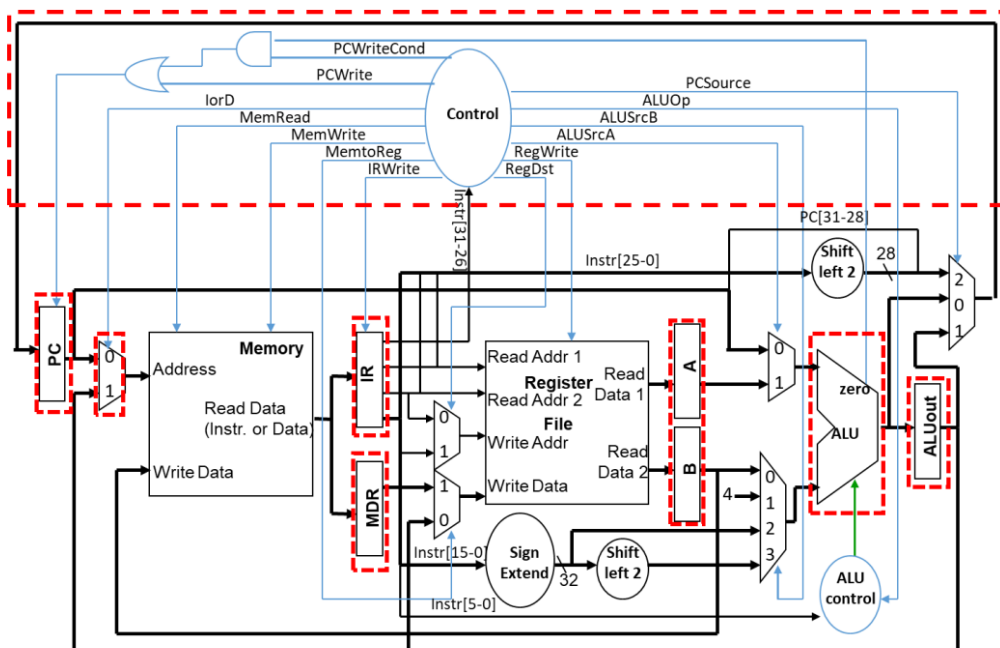 PCWriteCond
PCWrite
PCSource
IorD
ALUOp
Control
MemRead
ALUSrcB
MemWrite
ALUSrcA
MemtoReg
RegWrite
IRWrite
RegDst
Instr[31-26]
PC[31-28]
Instr[25-0]
Shift
left 2
28
2
0
1
PC
0
1
Memory
Address
Read Data
(Instr. or Data)
Write Data
IR
MDR
Read Addr 1
Register
Read Addr 2
File
Write Addr
Write Data
Read
Data 1
Read
Data 2
0
1
1
0
A
B
0
1
4
0
1
2
3
zero
ALU
ALUout
Instr[15-0]
Sign
Extend
32
Shift
left 2
Instr[5-0]
ALU
control